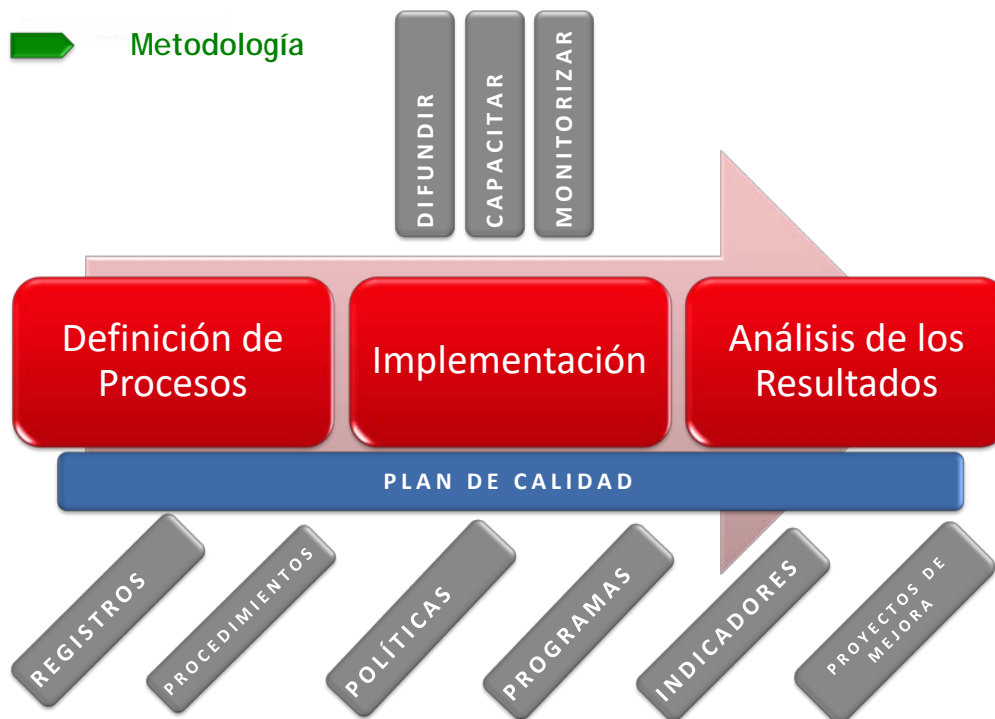 Metodología
DIFUNDIR
CAPACITAR
MONITORIZAR
Definición de
Procesos
Implementación
Análisis de los
Resultados
PLAN DE CALIDAD
REGISTROS
PROCEDIMIENTOS
POLÍTICAS
PROGRAMAS
INDICADORES
PROYECTOS DE
MEJORA